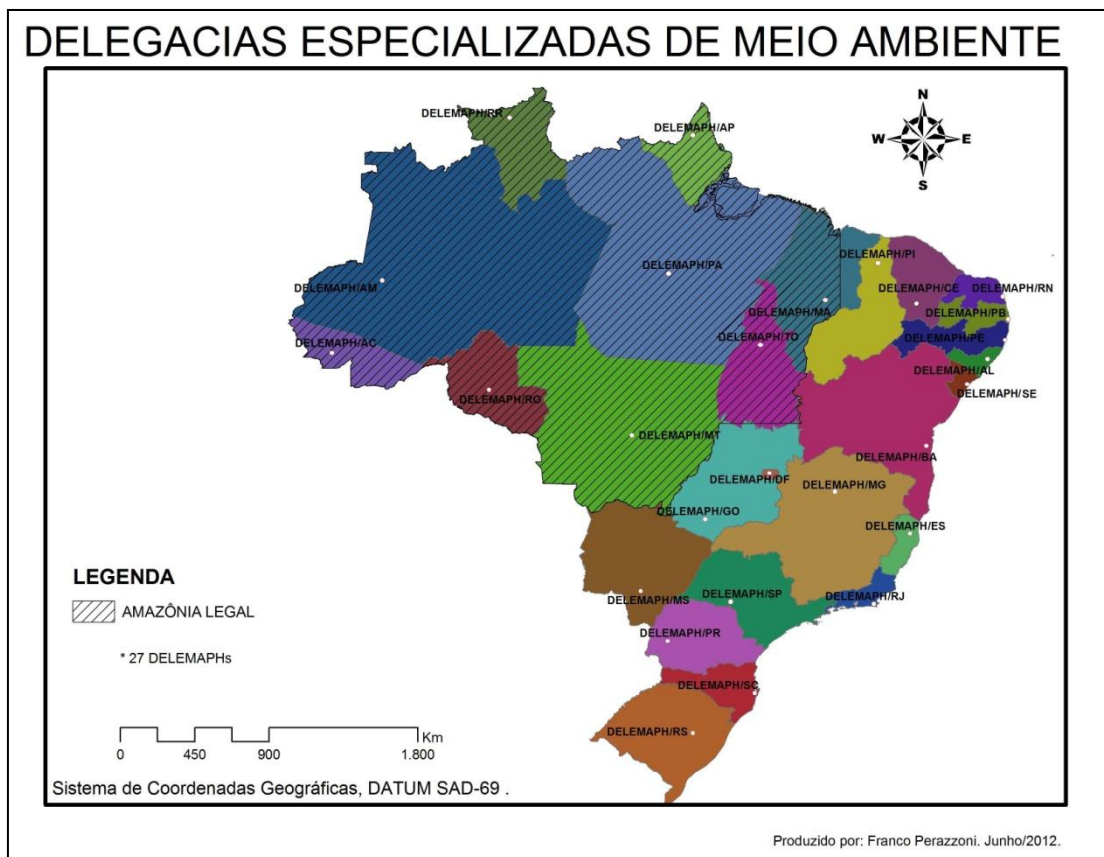 DELEGACIAS ESPECIALIZADAS DE MEIO AMBIENTE
N
W E
S
DELEMAPH/RR
DELEMAPH/AP
DELEMAPH/PI
DELEMAPH/AM
DELEMAPH/PA
DELEMAPH/CE
DELEMAPH/RN
DELEMAPH/MA
DELEMAPH/PB
DELEMAPH/TO
DELEMAPH/PE
DELEMAPH/AC
DELEMAPH/AL
DELEMAPH/RO
DELEMAPH/SE
DELEMAPH/MT
DELEMAPH/BA
DELEMAPH/DF
DELEMAPH/MG
DELEMAPH/GO
DELEMAPH/ES
DELEMAPH/MS
DELEMAPH/SP
DELEMAPH/RJ
DELEMAPH/PR
DELEMAPH/SC
DELEMAPH/RS
LEGENDA
AMAZÔNIA LEGAL
* 27 DELEMAPHs
Km
0 450 900 1.800
Sistema de Coordenadas Geográficas, DATUM SAD-69 .
Produzido por: Franco Perazzoni. Junho/2012.